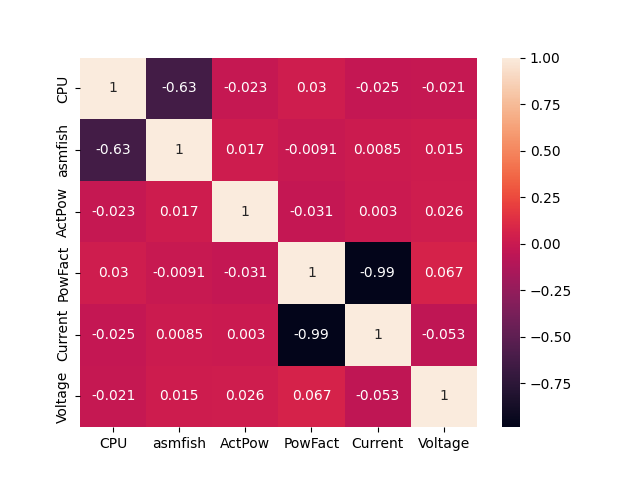 CPU 1 -0.63 -0.023 0.03 -0.025 -0.021
asmfish -0.63 1 0.017 -0.0091 0.0085 0.015
ActPow -0.023 0.017 1 -0.031 0.003 0.026
PowFact 0.03 -0.0091 -0.031 1 -0.99 0.067
Current -0.025 0.0085 0.003 -0.99 1 -0.053
Voltage -0.021 0.015 0.026 0.067 -0.053 1
CPU asmfish ActPow PowFact Current Voltage
1.00
0.75
0.50
0.25
0.00
−0.25
−0.50
−0.75